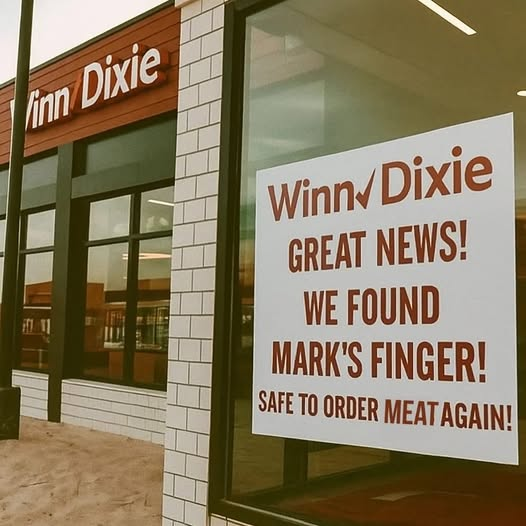 Winn Dixie
Winn✓Dixie
GREAT NEWS!
WE FOUND
MARK'S FINGER!
SAFE TO ORDER MEAT AGAIN!